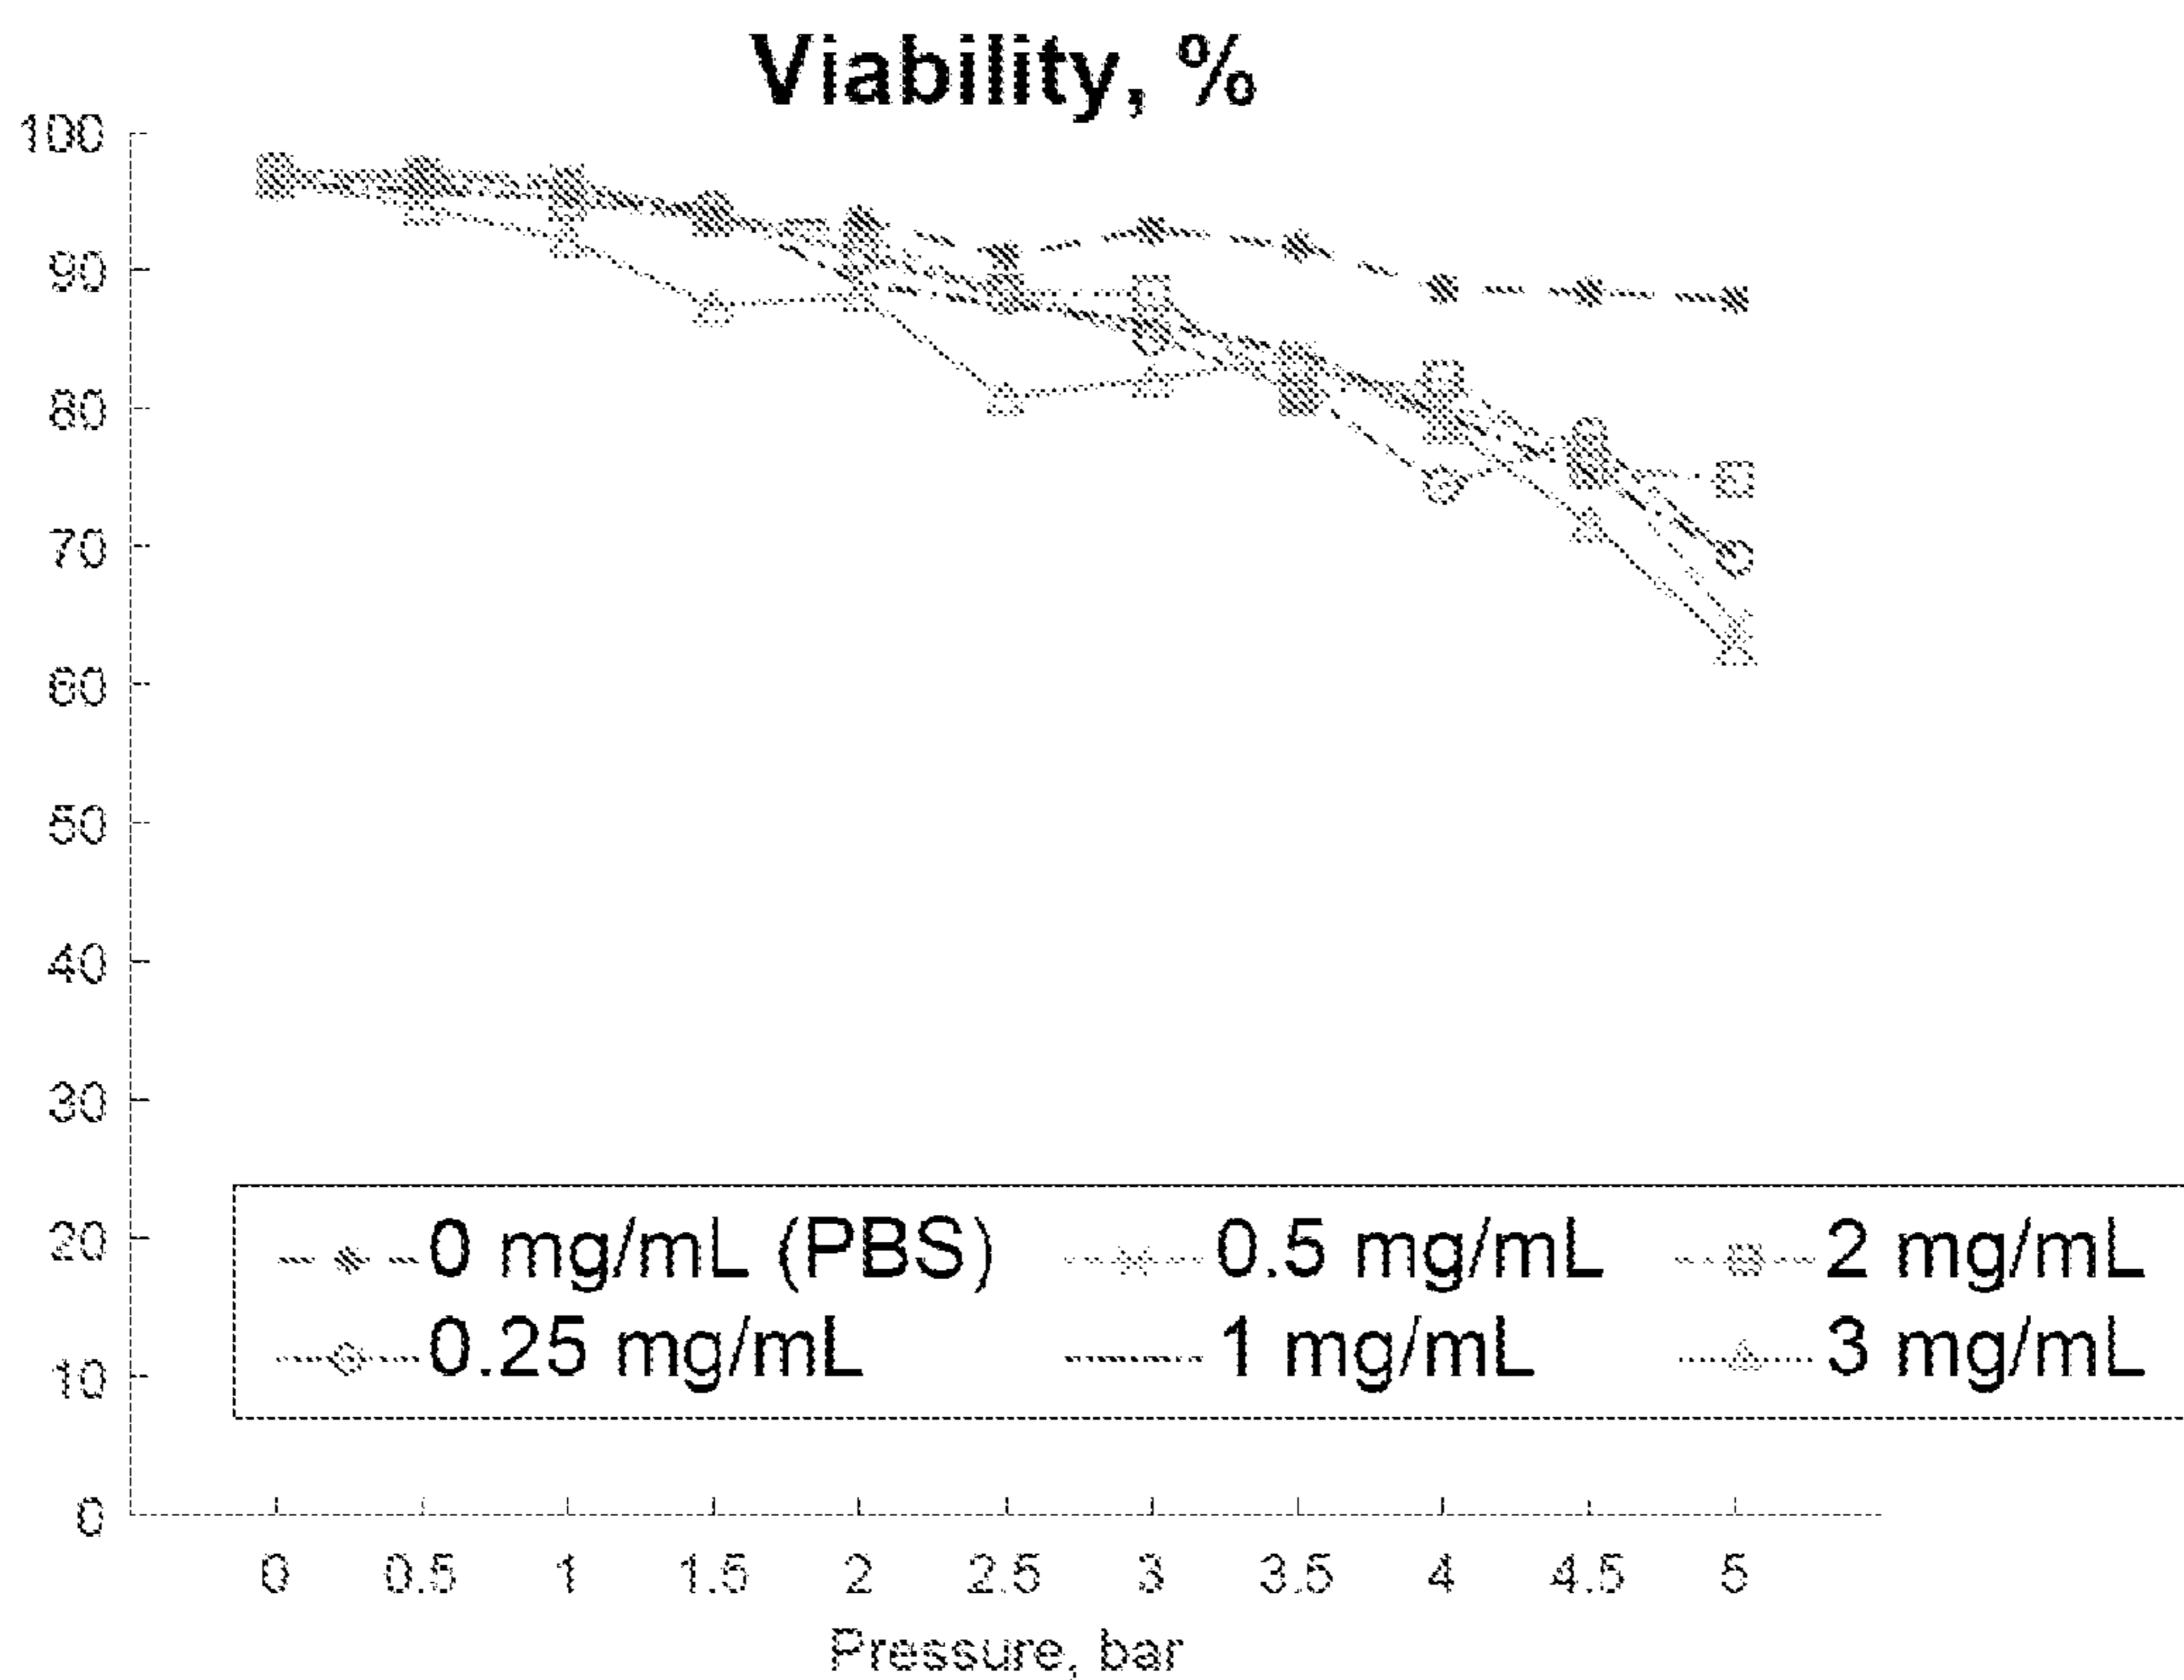 Viability, %
100
90
80
70
60
50
40
30
20
10
0
0 mg/mL (PBS) 0.5 mg/mL 2 mg/mL
0.25 mg/mL 1 mg/mL 3 mg/mL
0 0.5 1 1.5 2 2.5 3 3.5 4 4.5 5
Pressure, bar